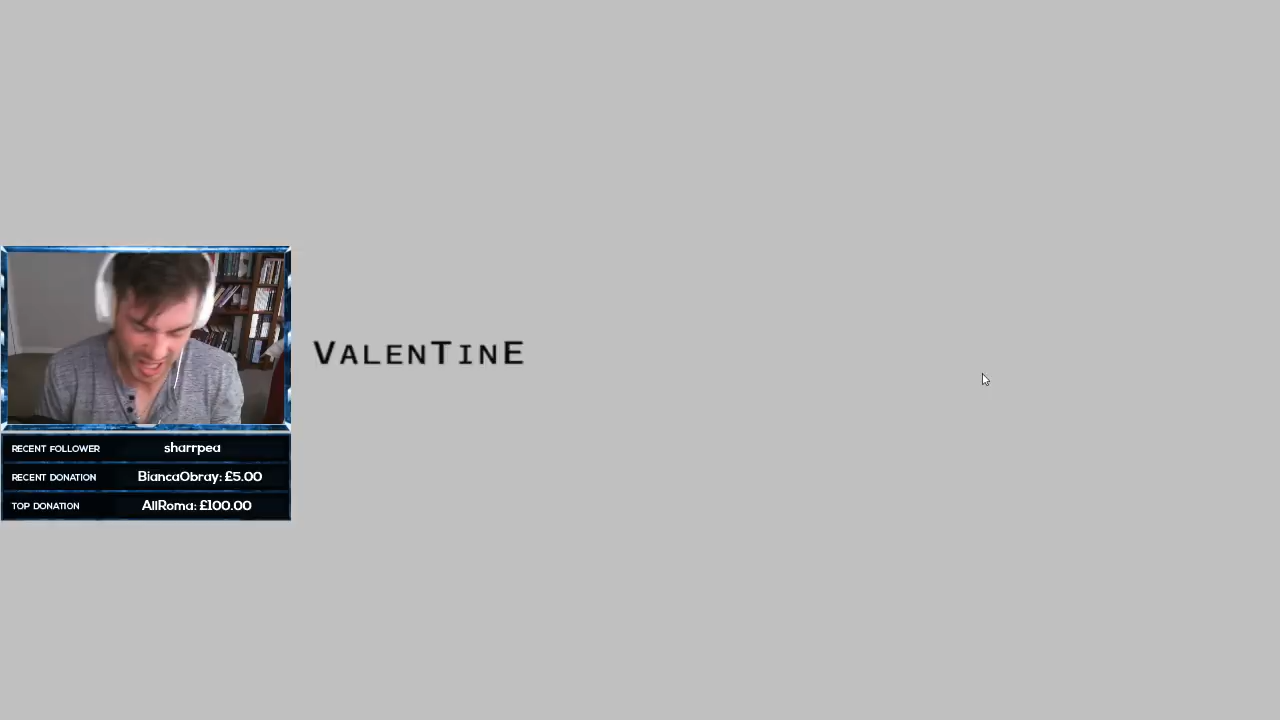 VALENTINE
RECENT FOLLOWER sharrpea
RECENT DONATION BiancaObray: £5.00
TOP DONATION AllRoma: £100.00